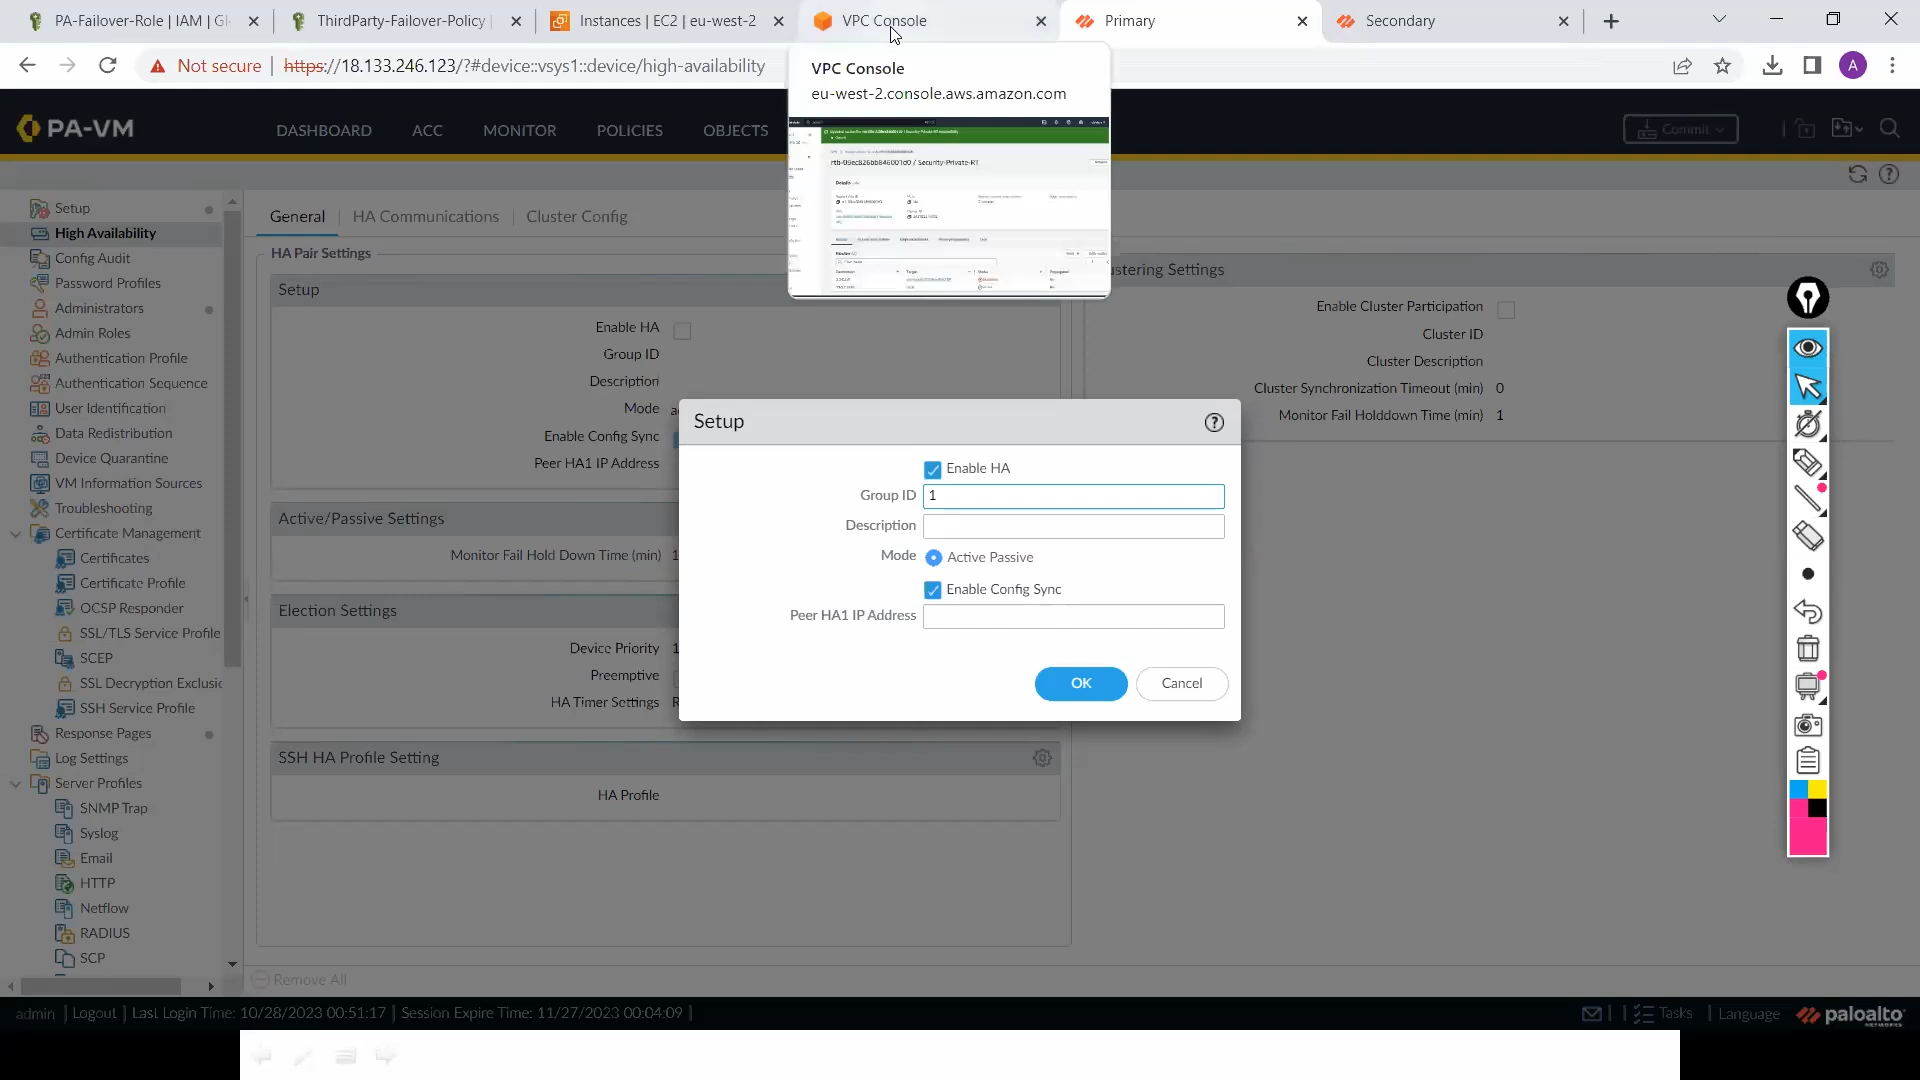 PA-Failover-Role | IAM | Gl
ThirdParty-Failover-Policy |
Instances | EC2 | eu-west-2
VPC Console
Primary
Secondary
Not secure
https://18.133.246.123/?#device::vsys1::device/high-availability
A
VPC Console
eu-west-2.console.aws.amazon.com
rtb-09ec826bb846001d0 / Security-Private-RT
Details
PA-VM
DASHBOARD
ACC
MONITOR
POLICIES
OBJECTS
Commit
Setup
High Availability
Config Audit
Password Profiles
Administrators
Admin Roles
Authentication Profile
Authentication Sequence
User Identification
Data Redistribution
Device Quarantine
VM Information Sources
Troubleshooting
Certificate Management
Certificates
Certificate Profile
OCSP Responder
SSL/TLS Service Profile
SCEP
SSL Decryption Exclusic
SSH Service Profile
Response Pages
Log Settings
Server Profiles
SNMP Trap
Syslog
Email
HTTP
Netflow
RADIUS
SCP
General
HA Communications
Cluster Config
HA Pair Settings
Setup
Enable HA
Group ID
Description
Mode
Enable Config Sync
Peer HA1 IP Address
Active/Passive Settings
Monitor Fail Hold Down Time (min) 1
Election Settings
Device Priority
Preemptive
HA Timer Settings
SSH HA Profile Setting
HA Profile
ustering Settings
Enable Cluster Participation
Cluster ID
Cluster Description
Cluster Synchronization Timeout (min) 0
Monitor Fail Holddown Time (min) 1
Setup
Enable HA
Group ID 1
Description
Mode Active Passive
Enable Config Sync
Peer HA1 IP Address
OK
Cancel
Remove All
admin | Logout | Last Login Time: 10/28/2023 00:51:17 | Session Expire Time: 11/27/2023 00:04:09 |
Tasks | Language
paloalto
NETWORKS